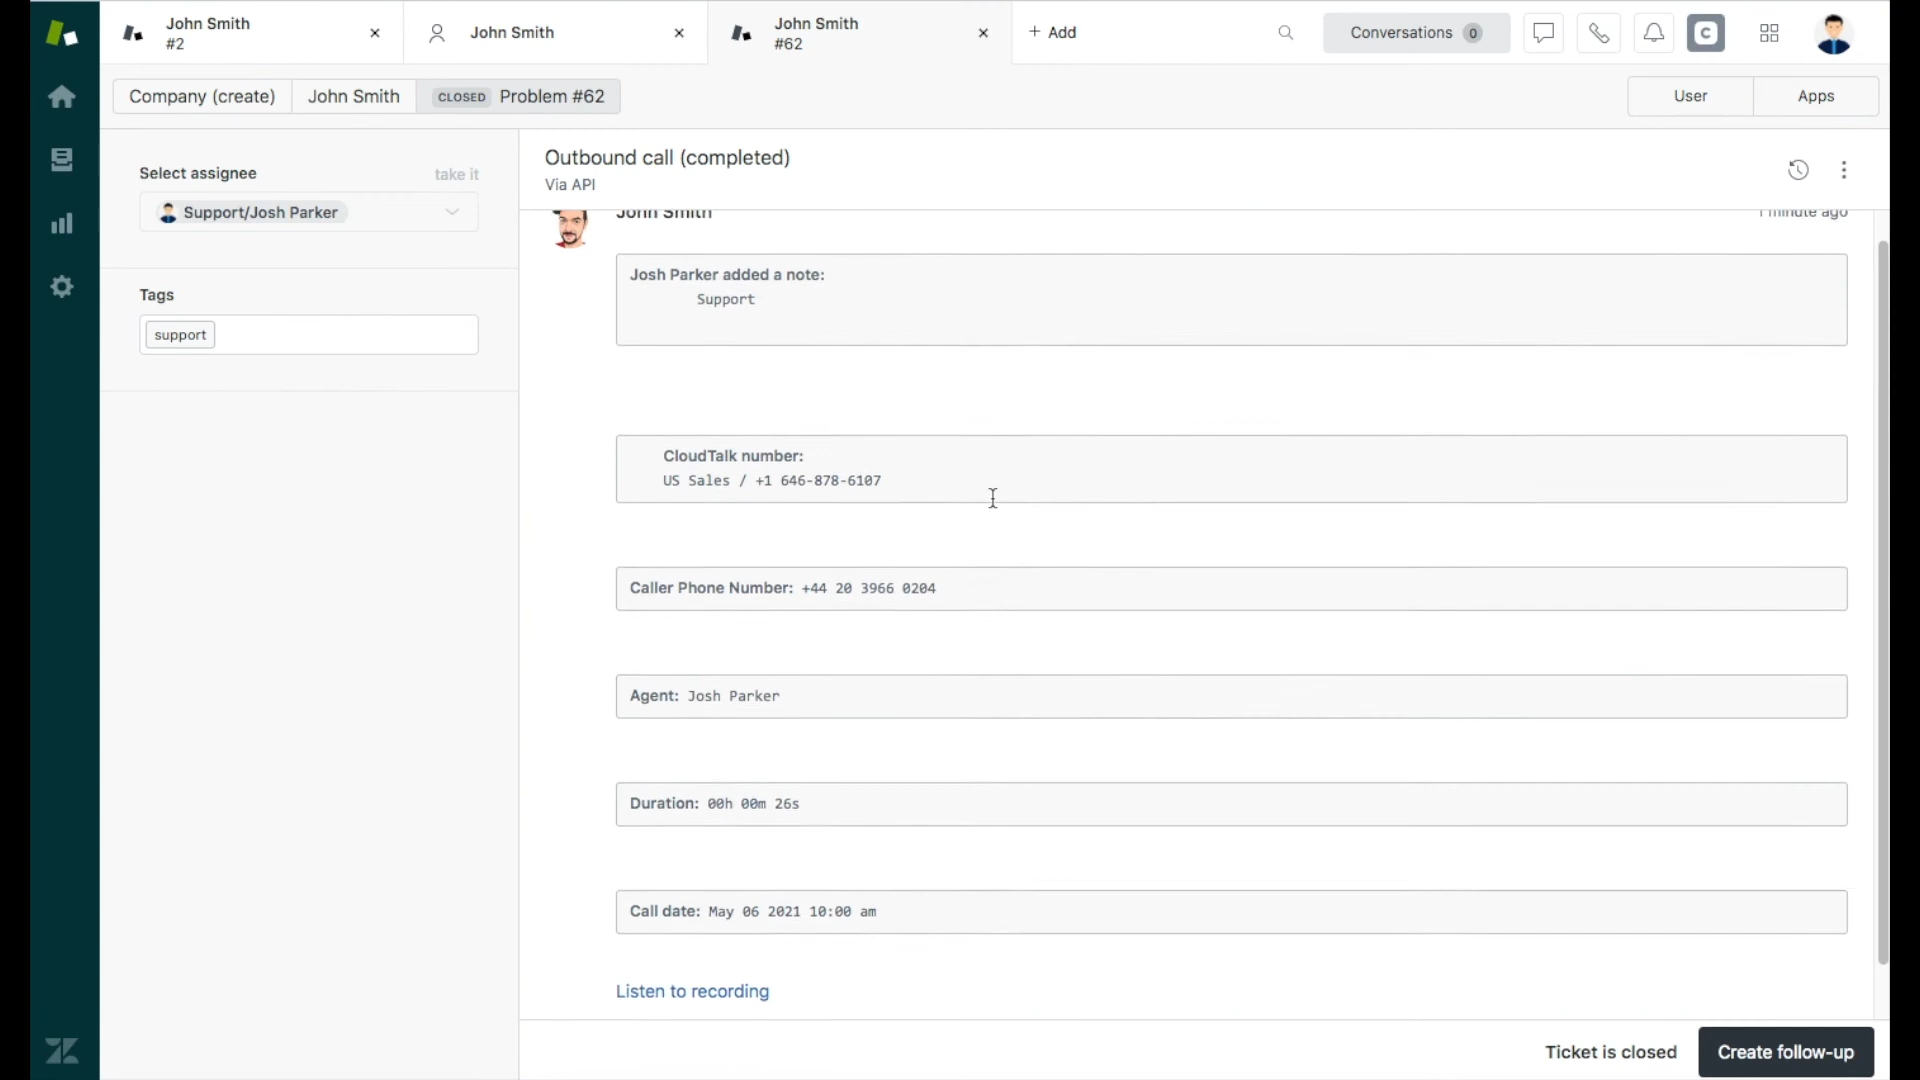 John Smith
#2
John Smith
John Smith
#62
+ Add
Conversations 0
C
Company (create)
John Smith
CLOSED Problem #62
User
Apps
Select assignee
take it
Support/Josh Parker
Tags
support
Outbound call (completed)
Via API
John Smith
1 minute ago
Josh Parker added a note:
Support
CloudTalk number:
US Sales / +1 646-878-6107
Caller Phone Number: +44 20 3966 0204
Agent: Josh Parker
Duration: 00h 00m 26s
Call date: May 06 2021 10:00 am
Listen to recording
Ticket is closed
Create follow-up